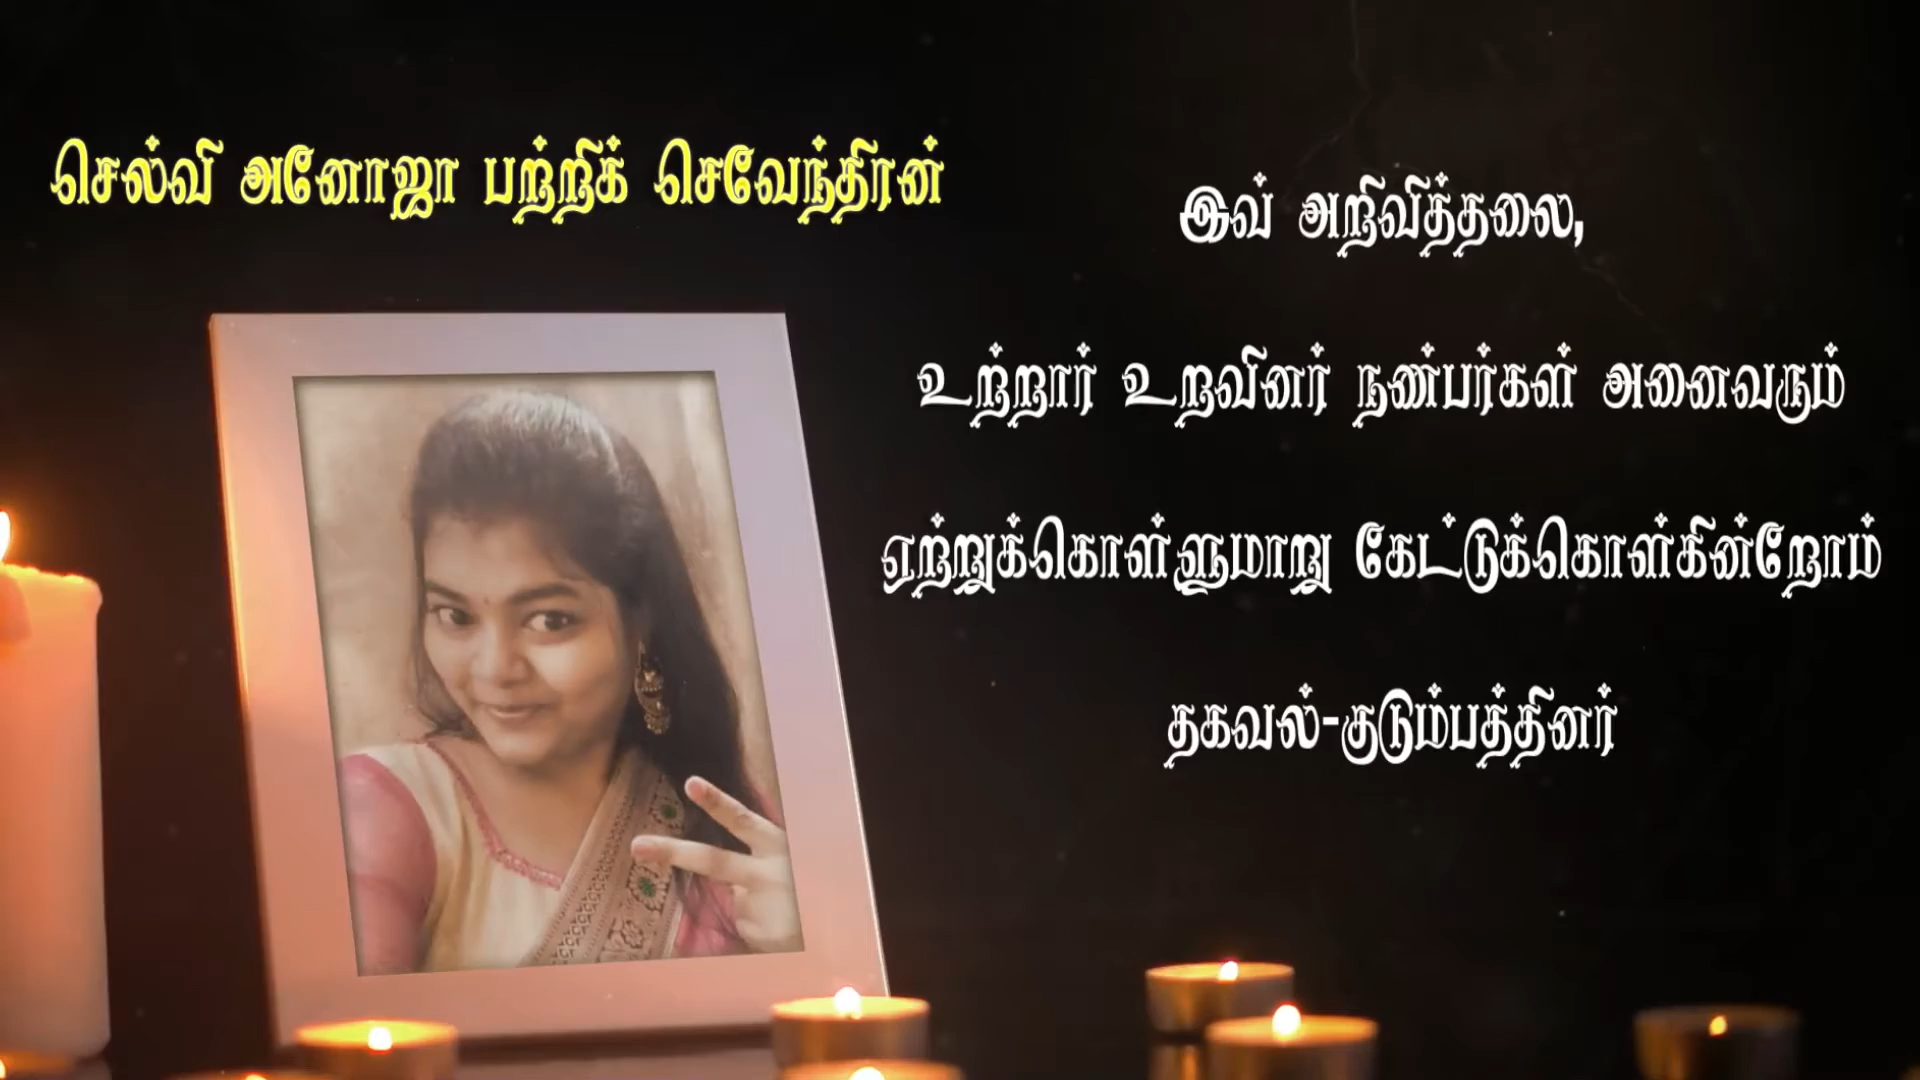 செல்வி அனோஜா பற்றிக் செவேந்திரன்
இவ் அறிவித்தலை,
உற்றார் உறவினர் நண்பர்கள் அனைவரும்
ஏற்றுக்கொள்ளுமாறு கேட்டுக்கொள்கின்றோம்
தகவல்-குடும்பத்தினர்